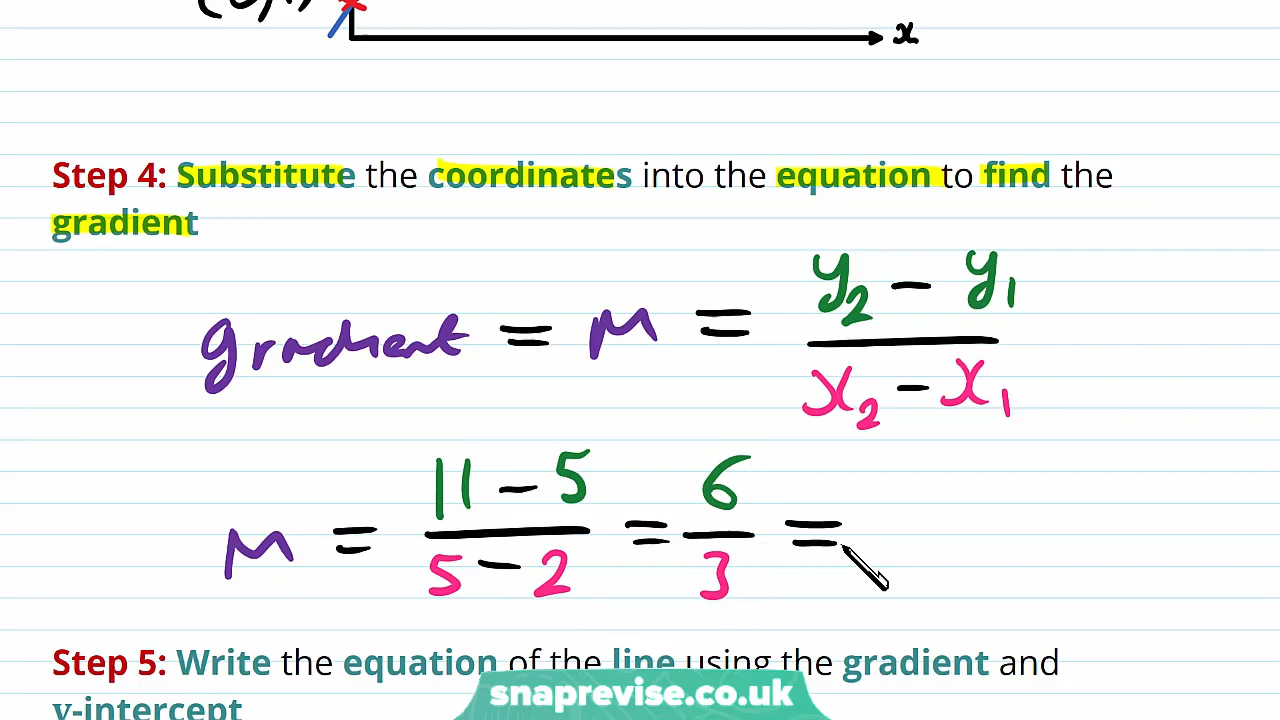 x
Step 4: Substitute the coordinates into the equation to find the
gradient
gradient = m = y₂ - y₁ / x₂ - x₁
m = 11 - 5 / 5 - 2 = 6 / 3 =
Step 5: Write the equation of the line using the gradient and
y-intercept
snaprevise.co.uk